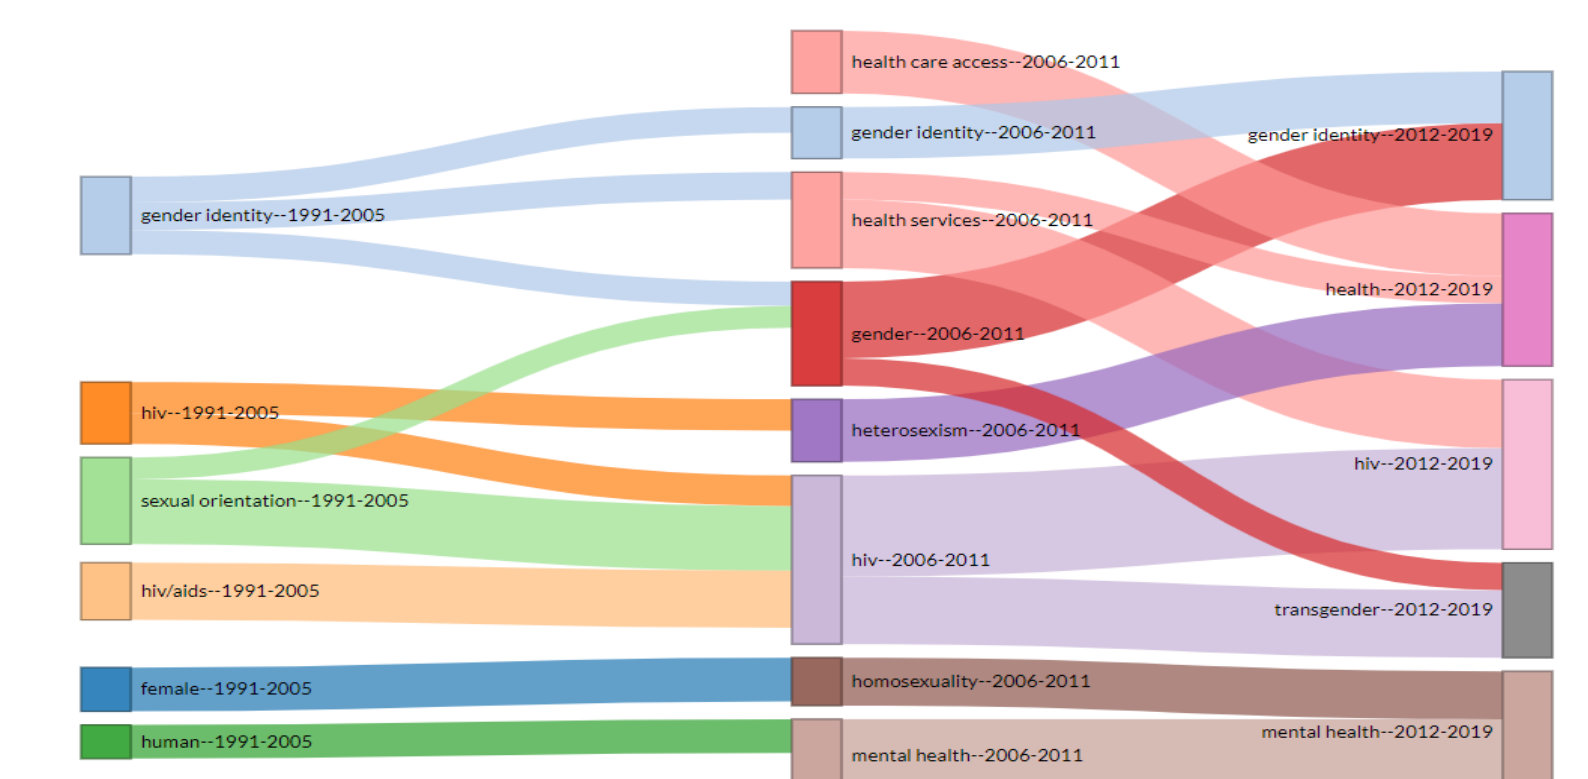 gender identity--1991-2005
hiv--1991-2005
sexual orientation--1991-2005
hiv/aids--1991-2005
female--1991-2005
human--1991-2005
health care access--2006-2011
gender identity--2006-2011
health services--2006-2011
gender--2006-2011
heterosexism--2006-2011
hiv--2006-2011
homosexuality--2006-2011
mental health--2006-2011
gender identity--2012-2019
health--2012-2019
hiv--2012-2019
transgender--2012-2019
mental health--2012-2019